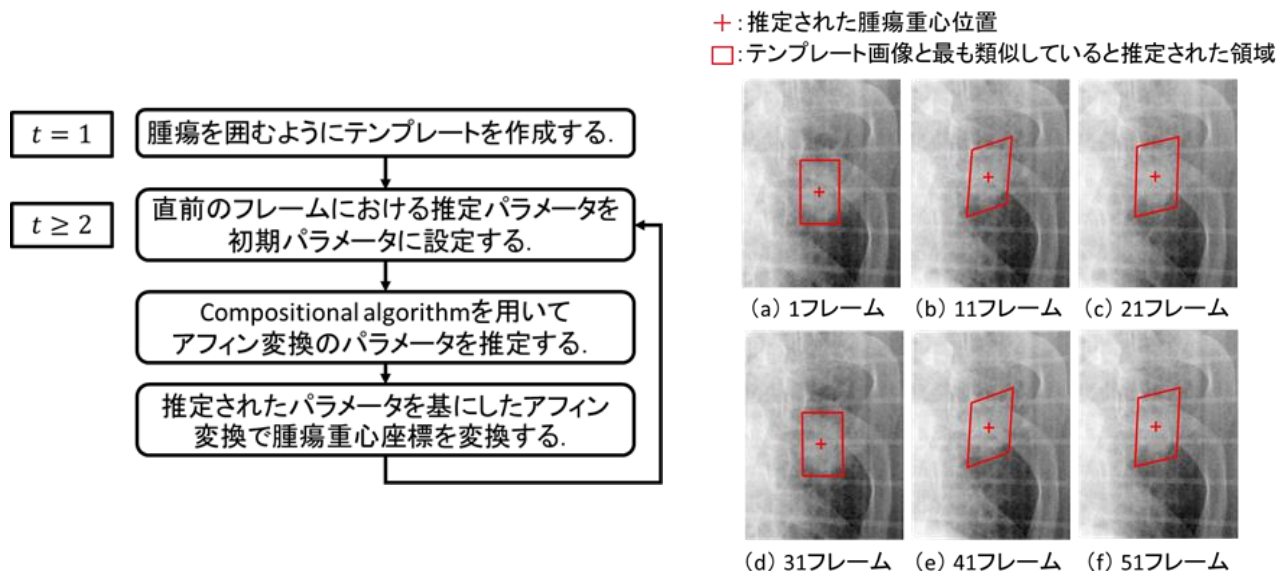 t = 1
腫瘍を囲むようにテンプレートを作成する.
t ≥ 2
直前のフレームにおける推定パラメータを
初期パラメータに設定する.
Compositional algorithmを用いて
アフィン変換のパラメータを推定する.
推定されたパラメータを基にしたアフィン
変換で腫瘍重心座標を変換する.
+:推定された腫瘍重心位置
□:テンプレート画像と最も類似していると推定された領域
(a) 1フレーム
(b) 11フレーム
(c) 21フレーム
(d) 31フレーム
(e) 41フレーム
(f) 51フレーム